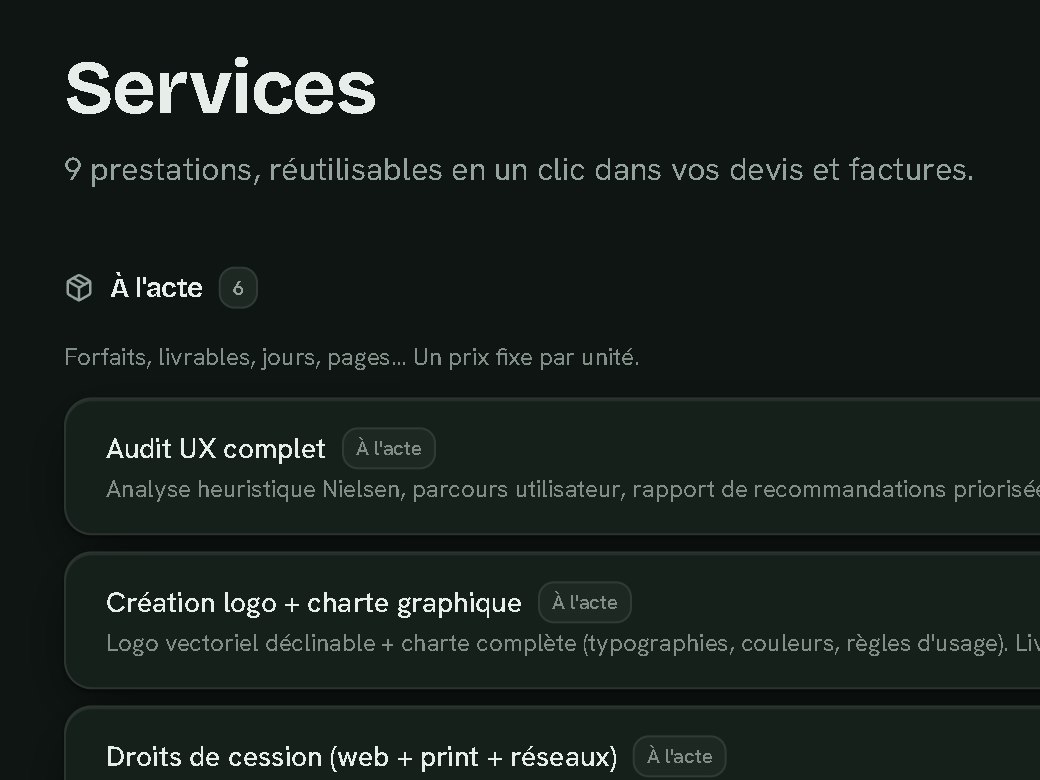 Services
9 prestations, réutilisables en un clic dans vos devis et factures.
À l'acte 6
Forfaits, livrables, jours, pages... Un prix fixe par unité.
Audit UX complet À l'acte
Analyse heuristique Nielsen, parcours utilisateur, rapport de recommandations
Création logo + charte graphique À l'acte
Logo vectoriel déclinable + charte complète (typographies, couleurs, règles d'usage).
Droits de cession (web + print + réseaux) À l'acte